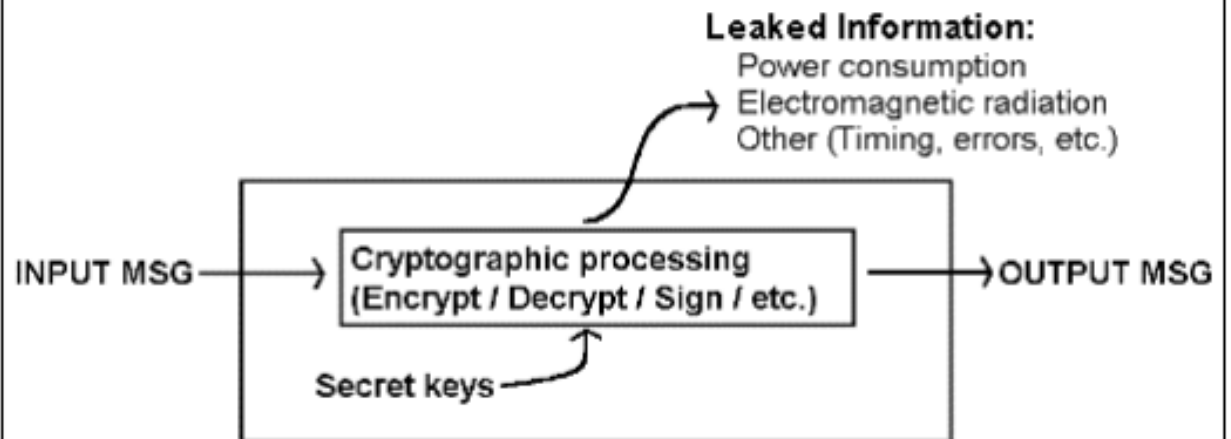 Leaked Information:
Power consumption
Electromagnetic radiation
Other (Timing, errors, etc.)
INPUT MSG
Cryptographic processing
(Encrypt / Decrypt / Sign / etc.)
OUTPUT MSG
Secret keys